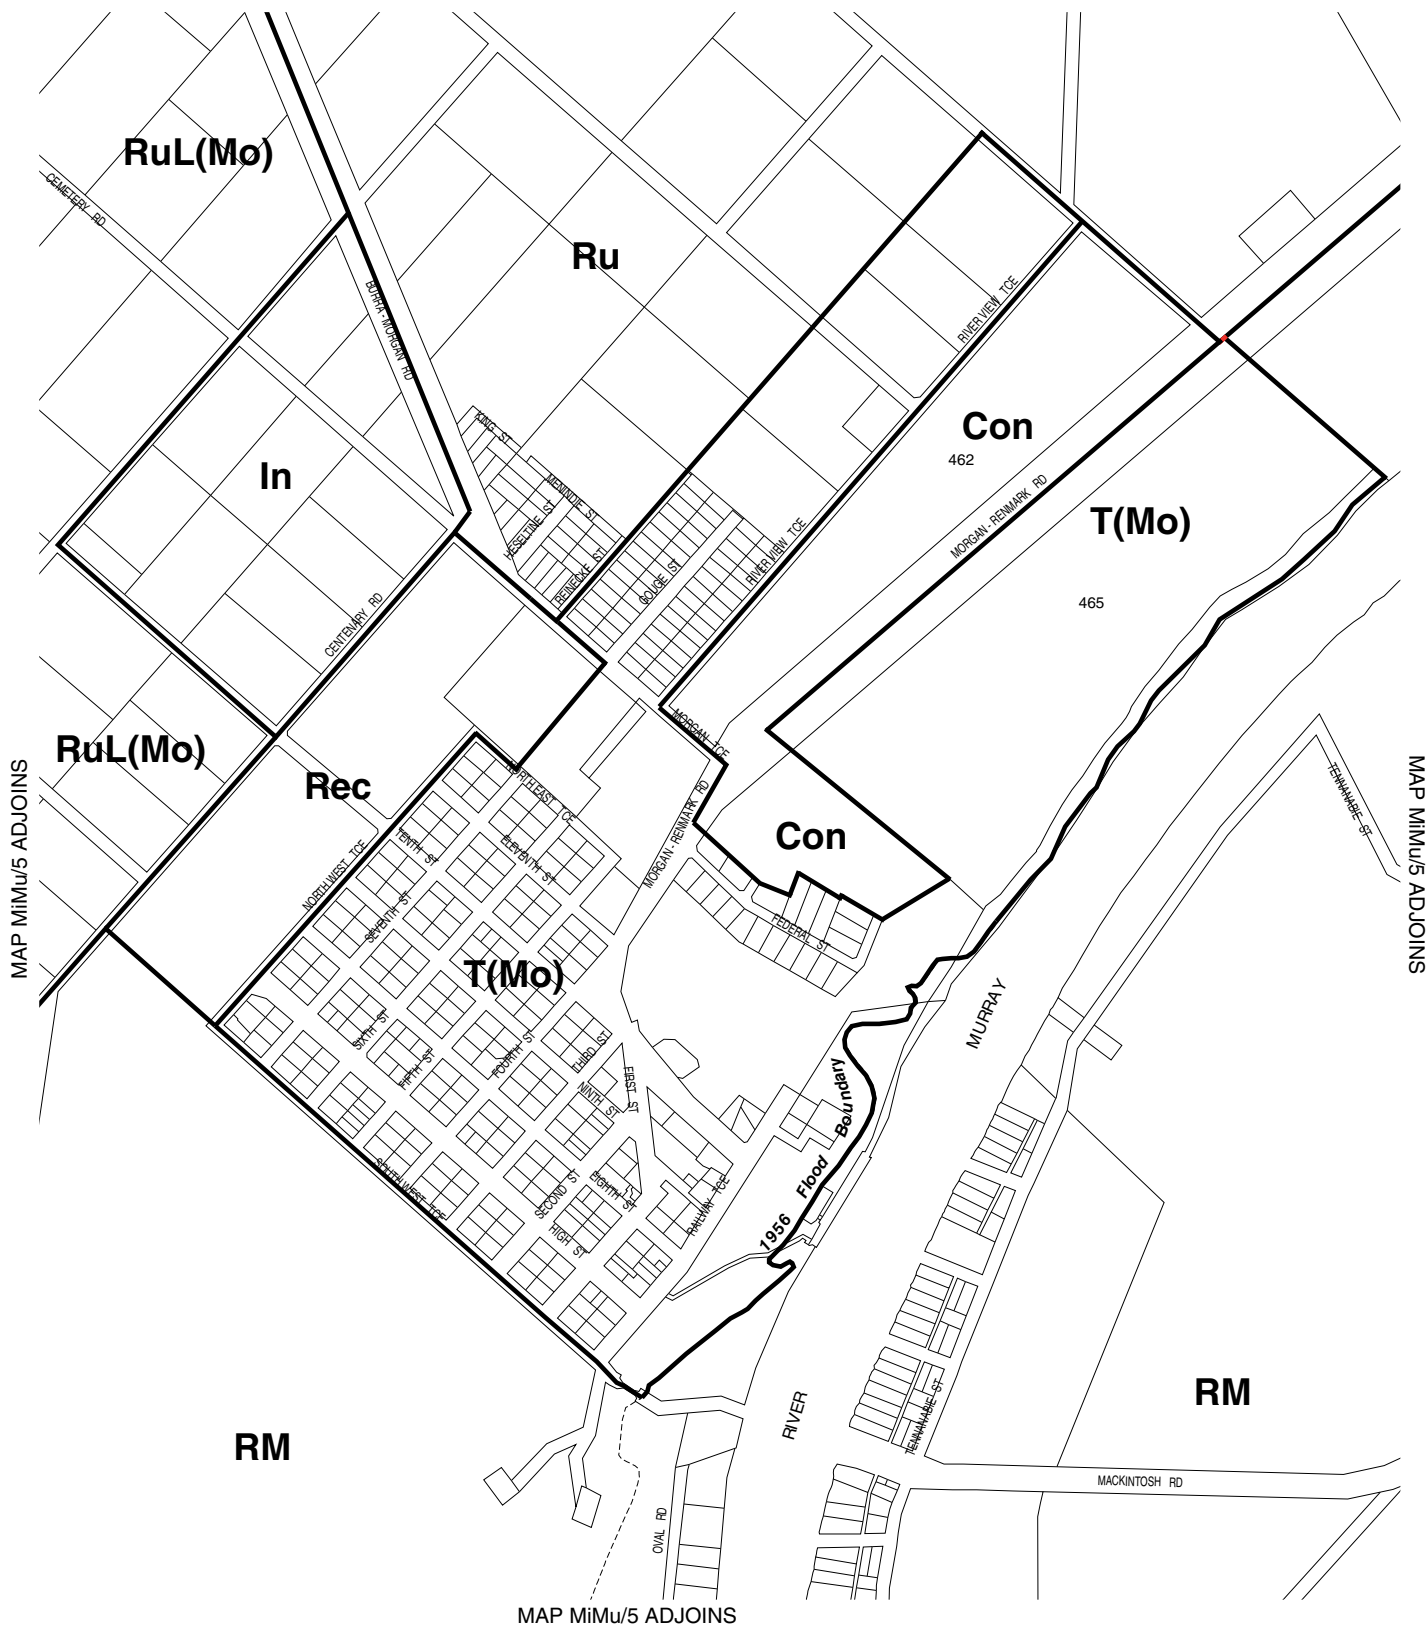 RuL(Mo)
CEMETERY RD
Ru
BURRA - MORGAN RD
RIVER VIEW TCE
Con
462
In
KING ST
MENINDIE ST
HESELTINE ST
REINECKE ST
GOUGE ST
RIVER VIEW TCE
MORGAN - RENMARK RD
T(Mo)
465
CENTENARY RD
RuL(Mo)
Rec
MORGAN TCE
NORTH EAST TCE
MORGAN - RENMARK RD
Con
TENNANABIE ST
MAP MiMu/5 ADJOINS
MAP MiMu/5 ADJOINS
NORTH WEST TCE
TENTH ST
ELEVENTH ST
SEVENTH ST
FEDERAL ST
T(Mo)
SIXTH ST
FIFTH ST
FOURTH ST
THIRD ST
FIRST ST
NINTH ST
MURRAY
1956 Flood Boundary
SOUTH WEST TCE
SECOND ST
EIGHTH ST
HIGH ST
RAILWAY TCE
RIVER
TENNANABIE ST
RM
RM
MACKINTOSH RD
OVAL RD
MAP MiMu/5 ADJOINS